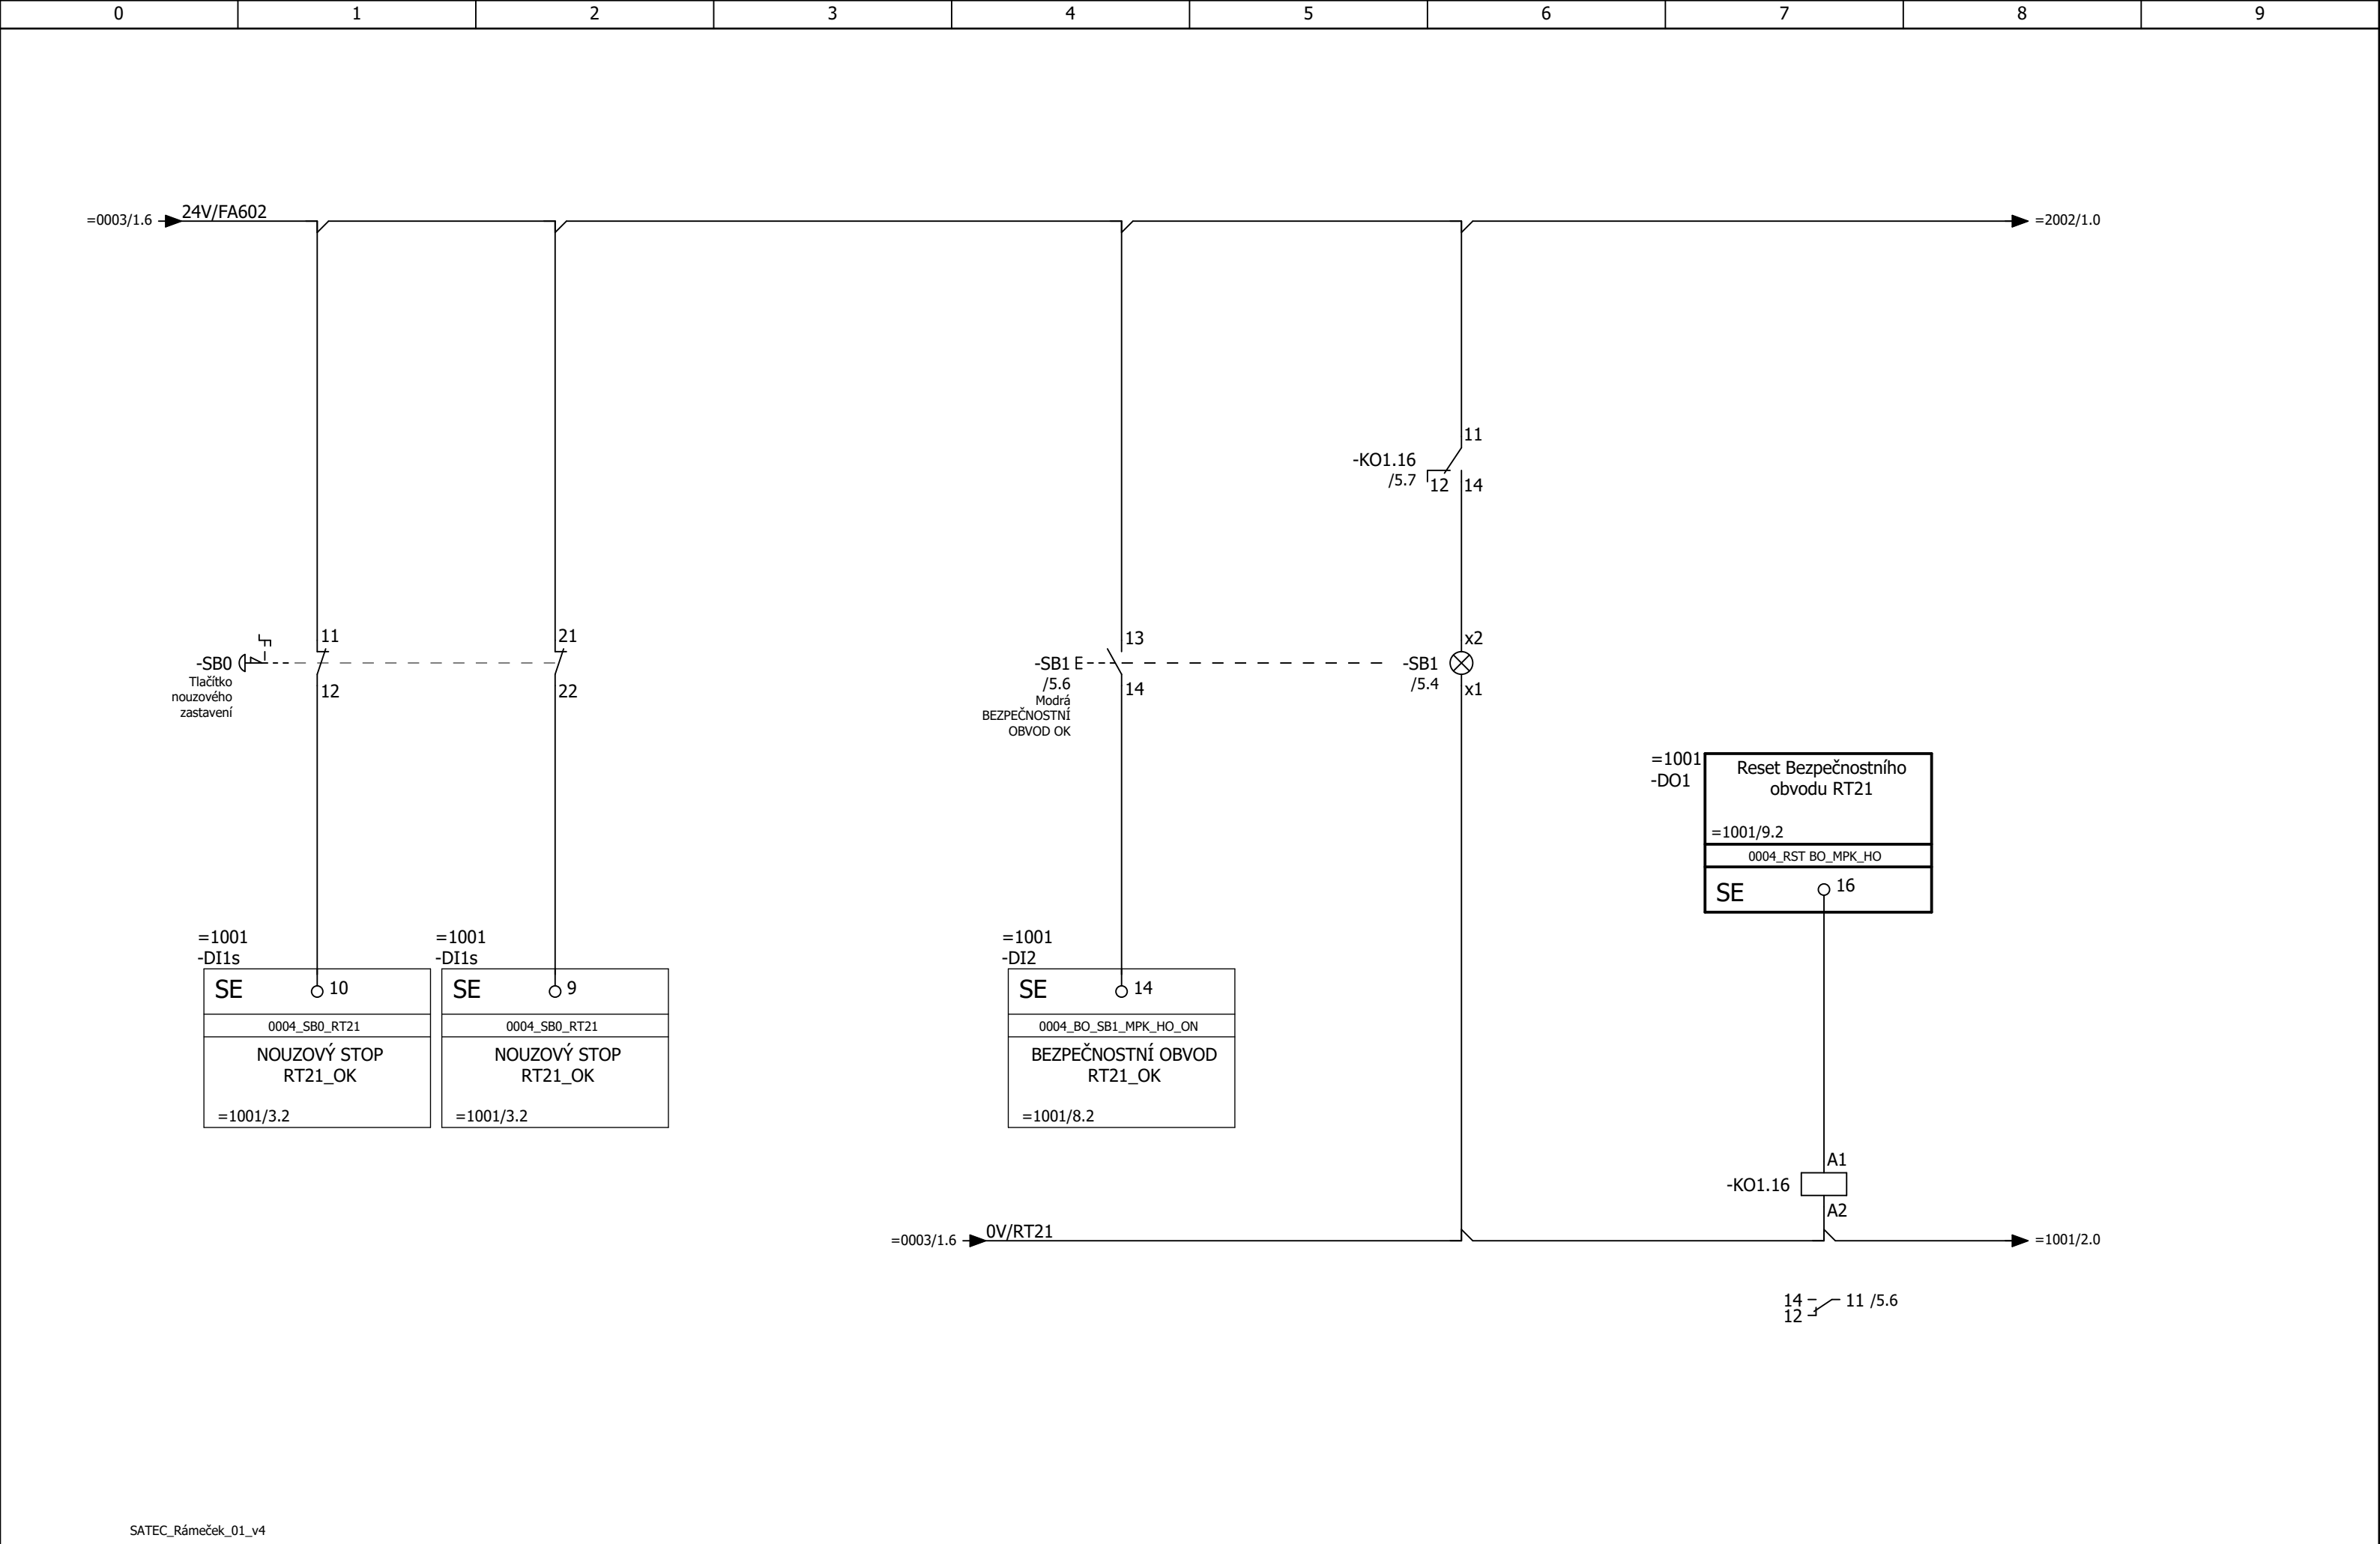 0 1 2 3 4 5 6 7 8 9
=0003/1.6
24V/FA602
=2002/1.0
11
-KO1.16
/5.7
12
14
-SB0
Tlačítko
nouzového
zastavení
11
12
21
22
-SB1
/5.6
Modrá
BEZPEČNOSTNÍ
OBVOD OK
E
13
14
-SB1
/5.4
x2
x1
=1001
-DO1
Reset Bezpečnostního
obvodu RT21
=1001/9.2
0004_RST BO_MPK_HO
SE
16
=1001
-DI1s
SE
10
0004_SB0_RT21
NOUZOVÝ STOP
RT21_OK
=1001/3.2
=1001
-DI1s
SE
9
0004_SB0_RT21
NOUZOVÝ STOP
RT21_OK
=1001/3.2
=1001
-DI2
SE
14
0004_BO_SB1_MPK_HO_ON
BEZPEČNOSTNÍ OBVOD
RT21_OK
=1001/8.2
A1
-KO1.16
A2
=0003/1.6
0V/RT21
=1001/2.0
14
12
11 /5.6
SATEC_Rámeček_01_v4